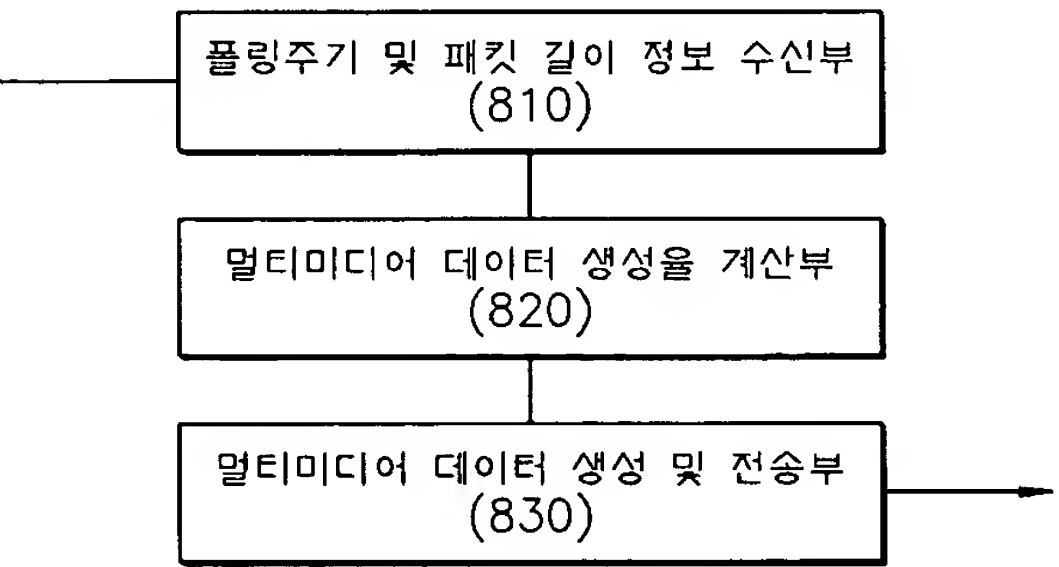 폴링주기 및 패킷 길이 정보 수신부
(810)
멀티미디어 데이터 생성율 계산부
(820)
멀티미디어 데이터 생성 및 전송부
(830)